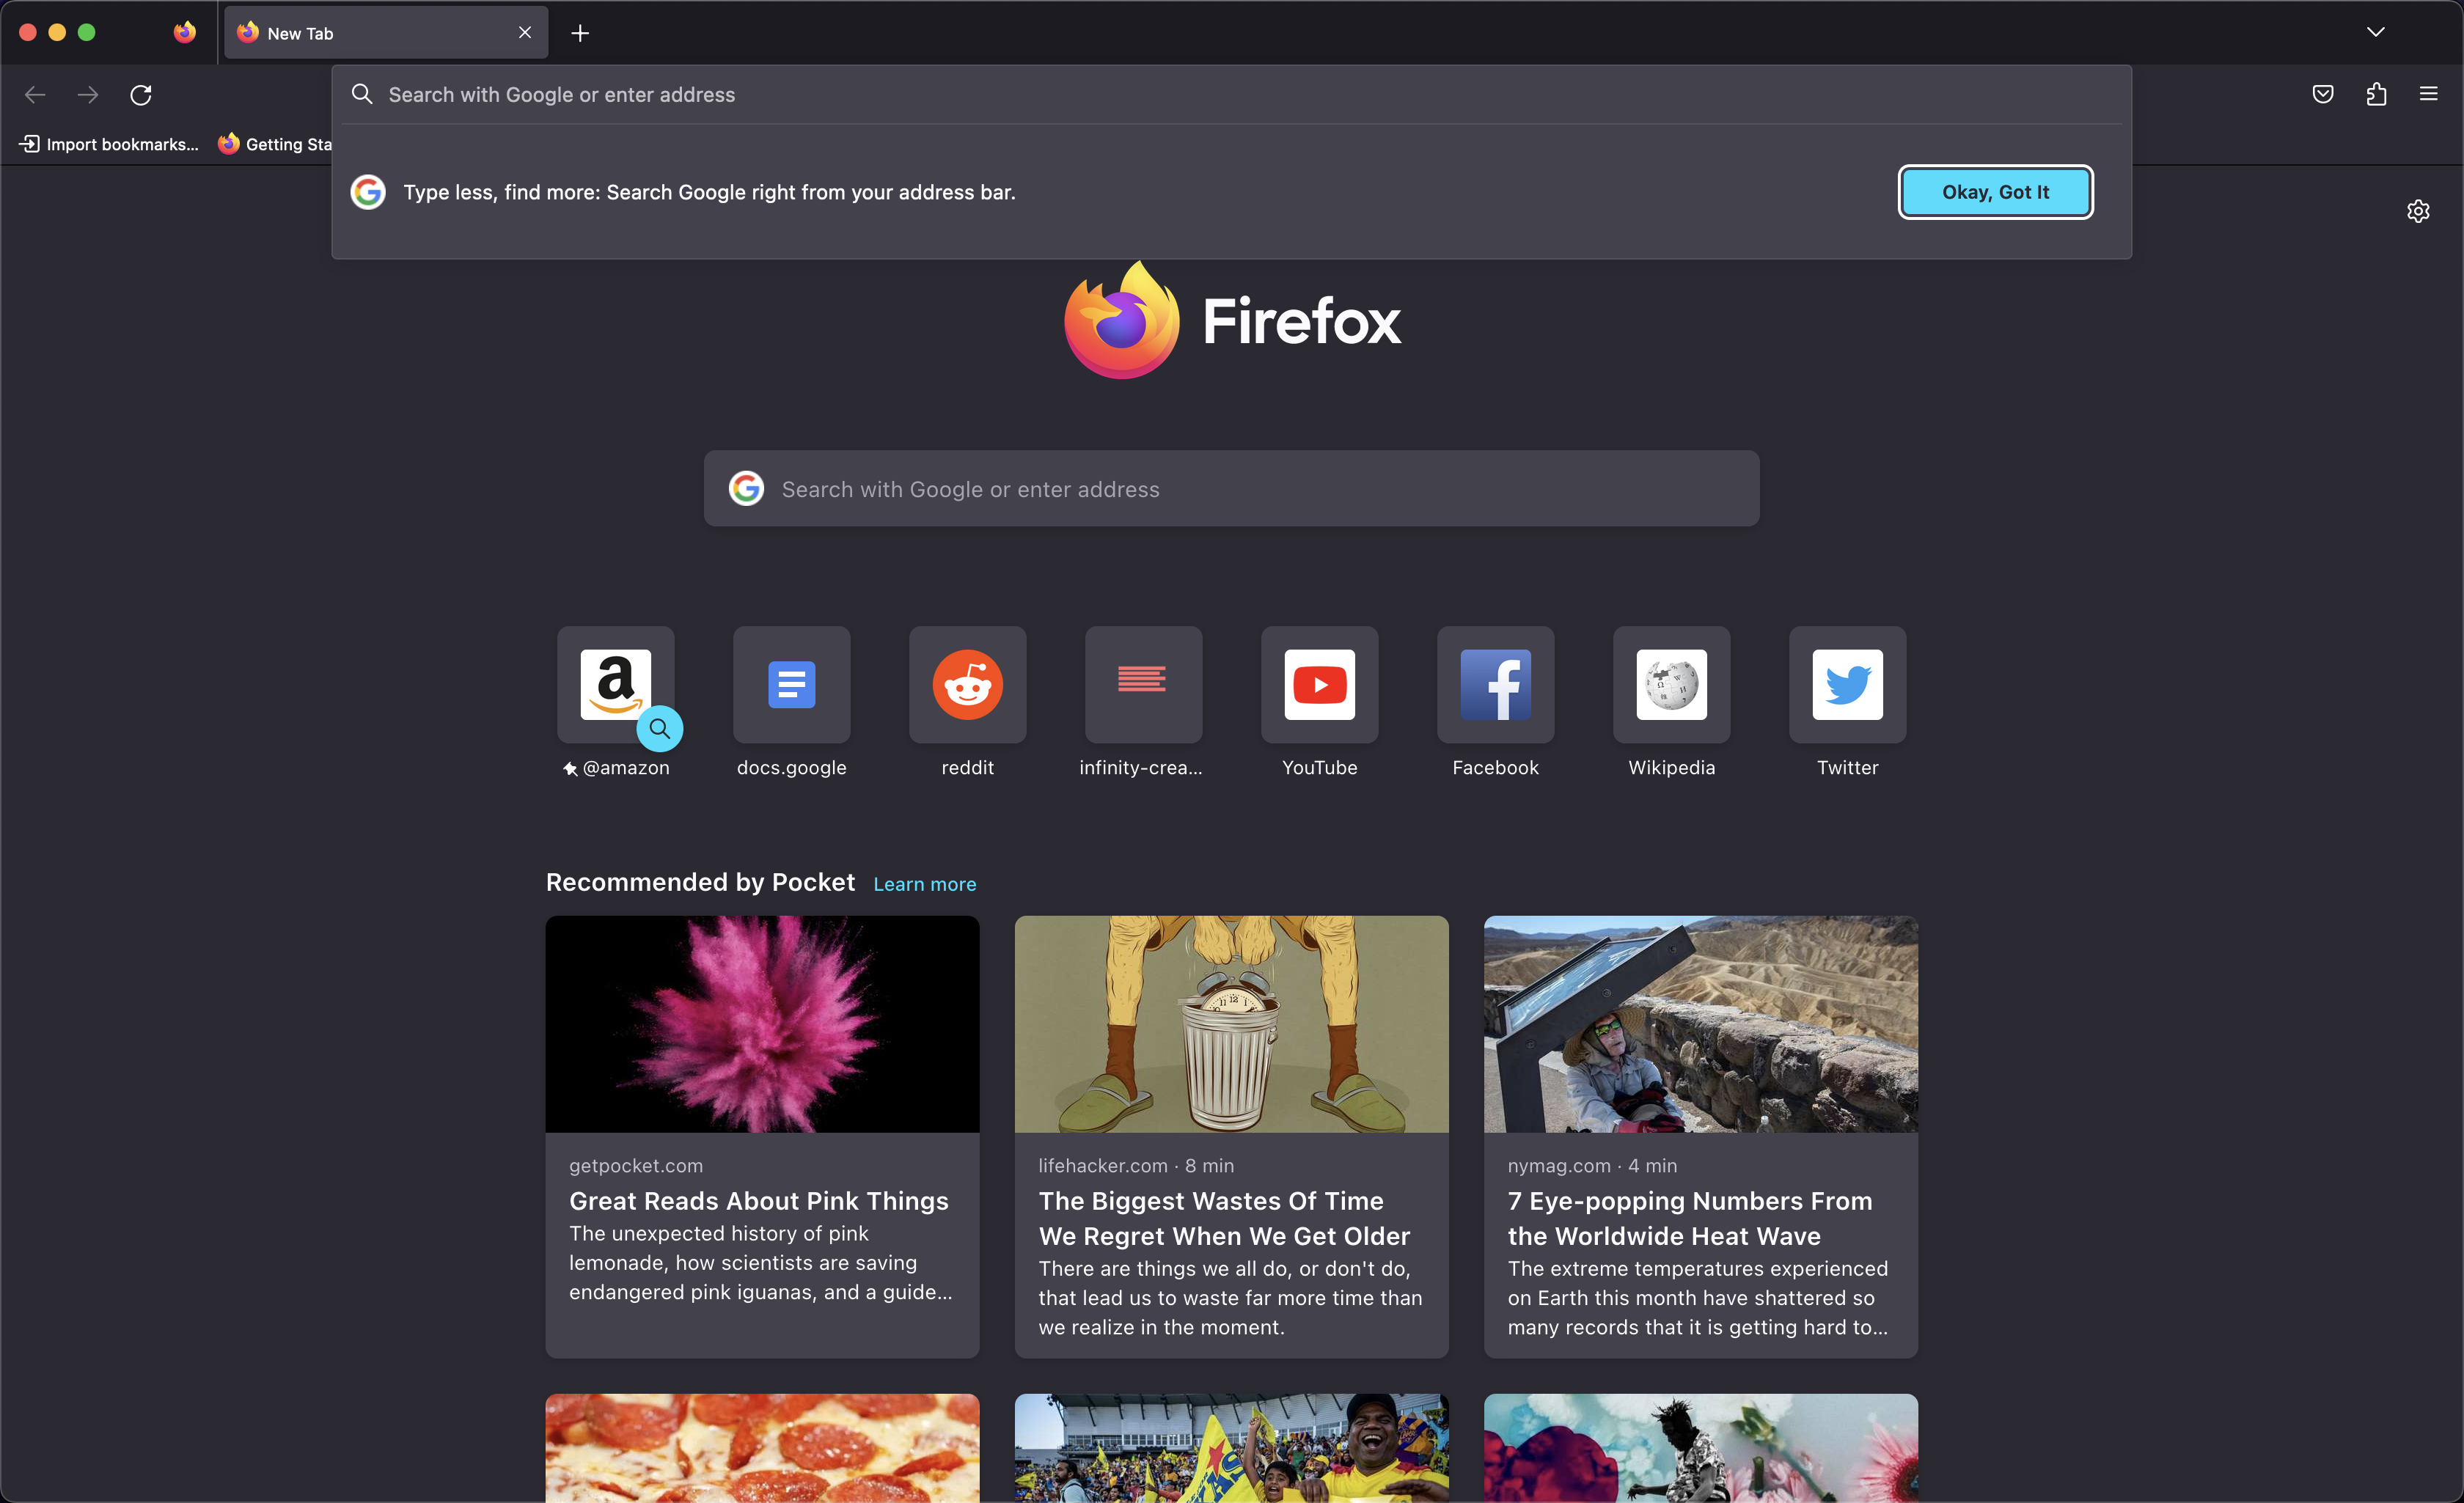 New Tab
Search with Google or enter address
Import bookmarks...
Getting Sta
Type less, find more: Search Google right from your address bar.
Okay, Got It
Firefox
Search with Google or enter address
@amazon
docs.google
reddit
infinity-crea...
YouTube
Facebook
Wikipedia
Twitter
Recommended by Pocket Learn more
getpocket.com
Great Reads About Pink Things
The unexpected history of pink
lemonade, how scientists are saving
endangered pink iguanas, and a guide...
lifehacker.com · 8 min
The Biggest Wastes Of Time
We Regret When We Get Older
There are things we all do, or don't do,
that lead us to waste far more time than
we realize in the moment.
nymag.com · 4 min
7 Eye-popping Numbers From
the Worldwide Heat Wave
The extreme temperatures experienced
on Earth this month have shattered so
many records that it is getting hard to...